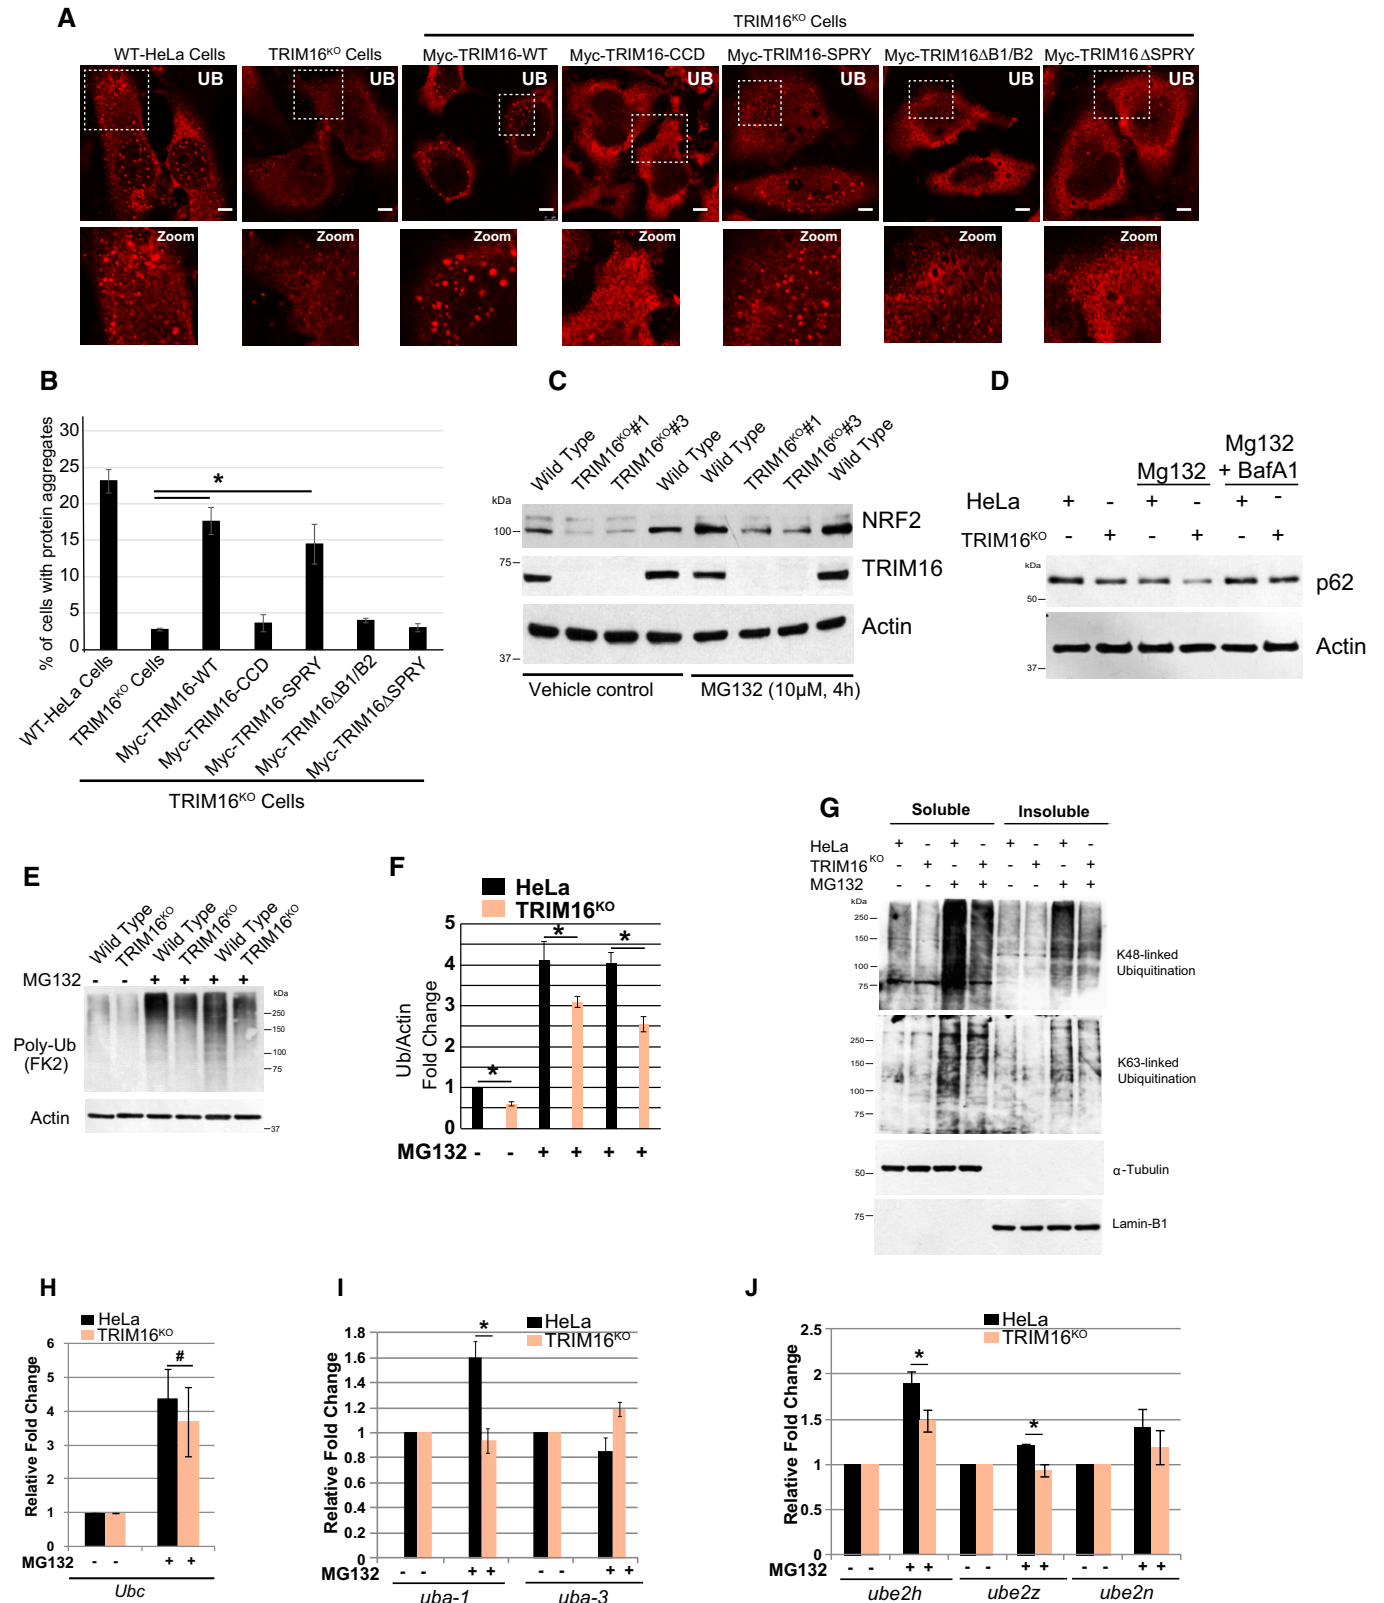 A
TRIM16KO Cells
WT-HeLa Cells
TRIM16KO Cells
Myc-TRIM16-WT
Myc-TRIM16-CCD
Myc-TRIM16-SPRY
Myc-TRIM16ΔB1/B2
Myc-TRIM16ΔSPRY
UB
UB
UB
UB
UB
UB
UB
Zoom
Zoom
Zoom
Zoom
Zoom
Zoom
Zoom
B
% of cells with protein aggregates
30
25
20
15
10
5
0
*
WT-HeLa Cells
TRIM16KO Cells
Myc-TRIM16-WT
Myc-TRIM16-CCD
Myc-TRIM16-SPRY
Myc-TRIM16ΔB1/B2
Myc-TRIM16ΔSPRY
TRIM16KO Cells
C
Wild Type
TRIM16KO#1
TRIM16KO#3
Wild Type
Wild Type
TRIM16KO#1
TRIM16KO#3
Wild Type
kDa
100
75
37
NRF2
TRIM16
Actin
Vehicle control
MG132 (10µM, 4h)
D
Mg132
Mg132
+ BafA1
HeLa + - + - + -
TRIM16KO - + - + - +
kDa
50
37
p62
Actin
E
Wild Type
TRIM16KO
Wild Type
TRIM16KO
Wild Type
TRIM16KO
MG132 - - + + + +
kDa
250
150
100
75
37
Poly-Ub
(FK2)
Actin
F
HeLa
TRIM16KO
Ub/Actin
Fold Change
5
4
3
2
1
0
*
*
*
MG132 - - + + + +
G
Soluble
Insoluble
HeLa + - + - + - + -
TRIM16KO - + - + - + - +
MG132 - - + + - - + +
kDa
250
150
100
75
K48-linked
Ubiquitination
250
150
100
75
K63-linked
Ubiquitination
50
α-Tubulin
75
Lamin-B1
H
HeLa
TRIM16KO
Relative Fold Change
6
5
4
3
2
1
0
#
MG132 - - + +
Ubc
I
HeLa
TRIM16KO
Relative Fold Change
1.8
1.6
1.4
1.2
1
0.8
0.6
0.4
0.2
0
*
MG132 - - + + - - + +
uba-1
uba-3
J
HeLa
TRIM16KO
Relative Fold Change
2.5
2
1.5
1
0.5
0
*
*
MG132 - - + + - - + + - - + +
ube2h
ube2z
ube2n